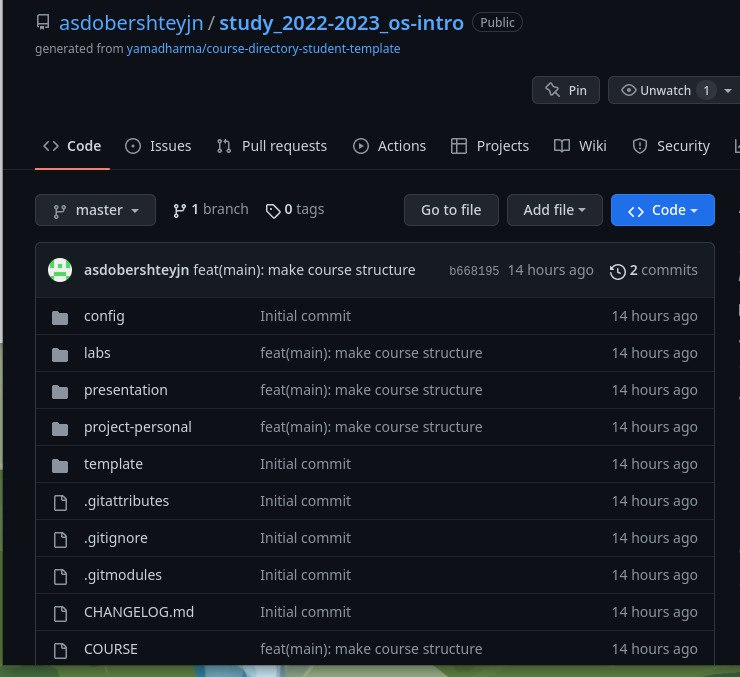 asdobershteyjn / study_2022-2023_os-intro Public
generated from yamadharma/course-directory-student-template
Pin Unwatch 1
Code Issues Pull requests Actions Projects Wiki Security
master 1 branch 0 tags Go to file Add file Code
asdobershteyjn feat(main): make course structure b668195 14 hours ago 2 commits
config Initial commit 14 hours ago
labs feat(main): make course structure 14 hours ago
presentation feat(main): make course structure 14 hours ago
project-personal feat(main): make course structure 14 hours ago
template Initial commit 14 hours ago
.gitattributes Initial commit 14 hours ago
.gitignore Initial commit 14 hours ago
.gitmodules Initial commit 14 hours ago
CHANGELOG.md Initial commit 14 hours ago
COURSE feat(main): make course structure 14 hours ago